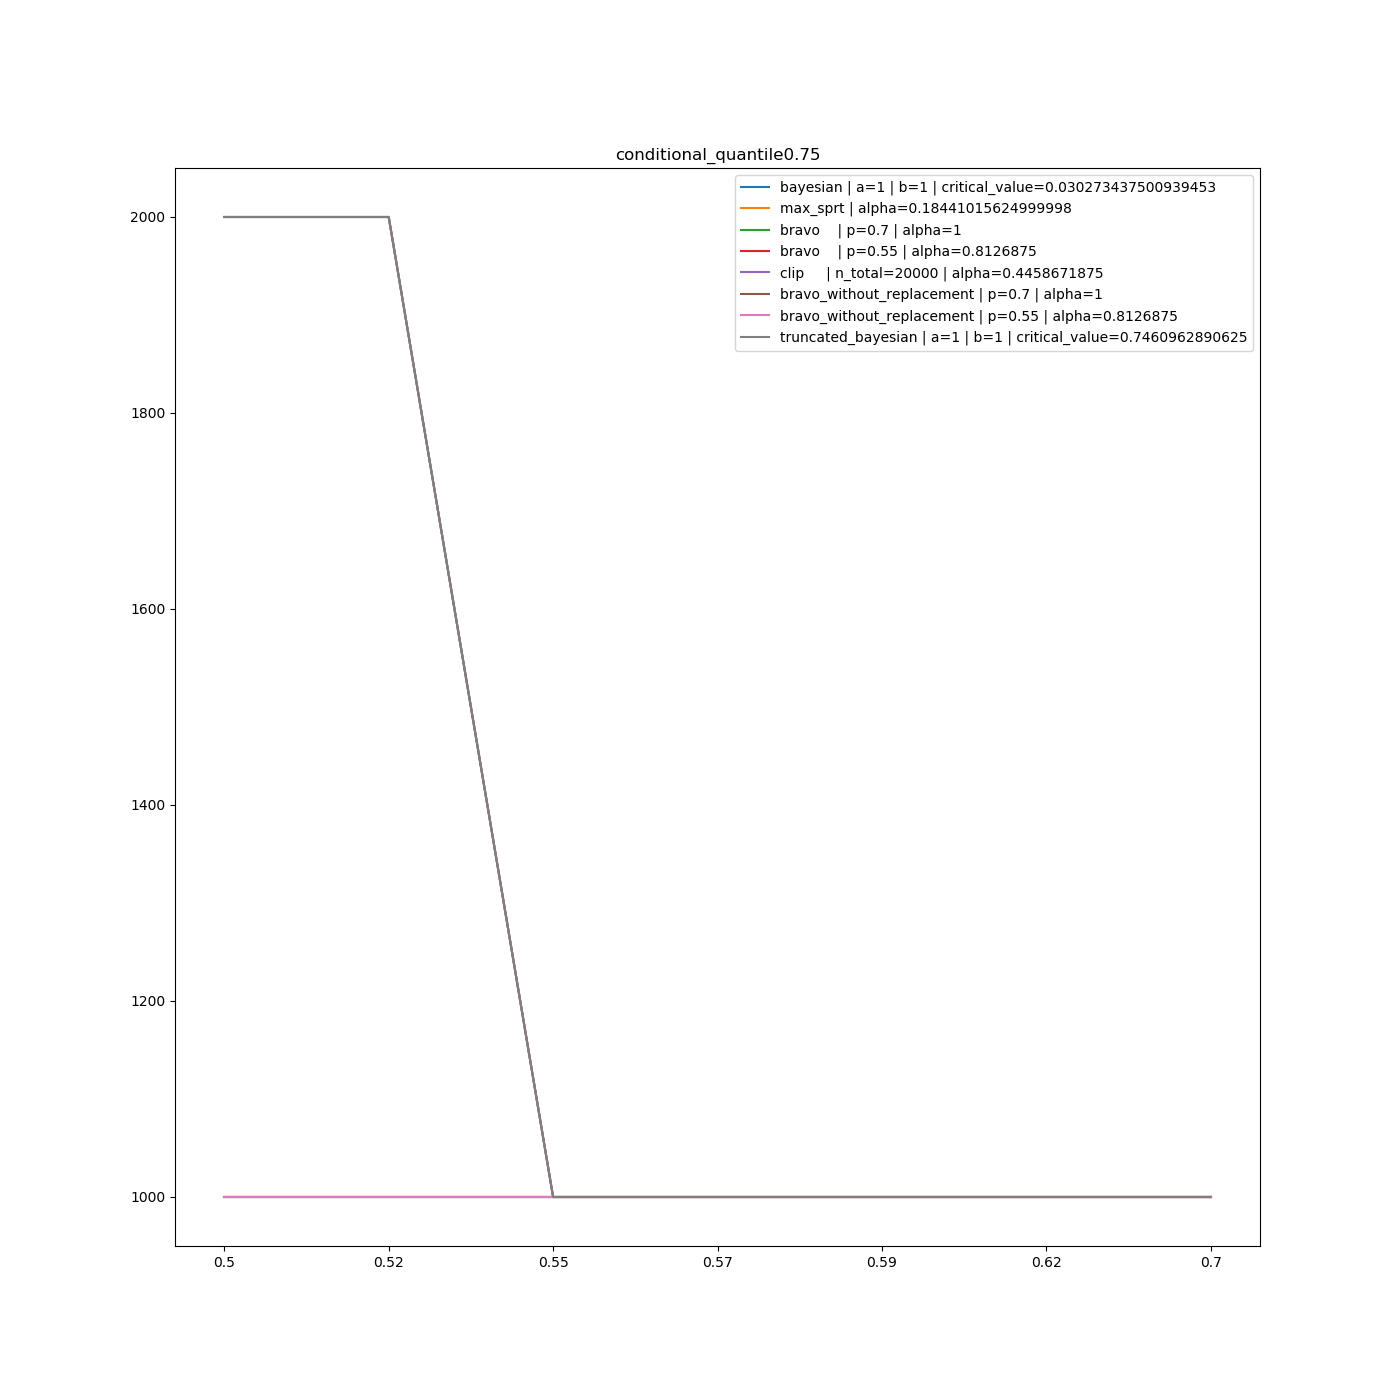 conditional_quantile0.75
bayesian | a=1 | b=1 | critical_value=0.030273437500939453
max_sprt | alpha=0.18441015624999998
bravo    | p=0.7 | alpha=1
bravo    | p=0.55 | alpha=0.8126875
clip     | n_total=20000 | alpha=0.4458671875
bravo_without_replacement | p=0.7 | alpha=1
bravo_without_replacement | p=0.55 | alpha=0.8126875
truncated_bayesian | a=1 | b=1 | critical_value=0.7460962890625
2000
1800
1600
1400
1200
1000
0.5 0.52 0.55 0.57 0.59 0.62 0.7